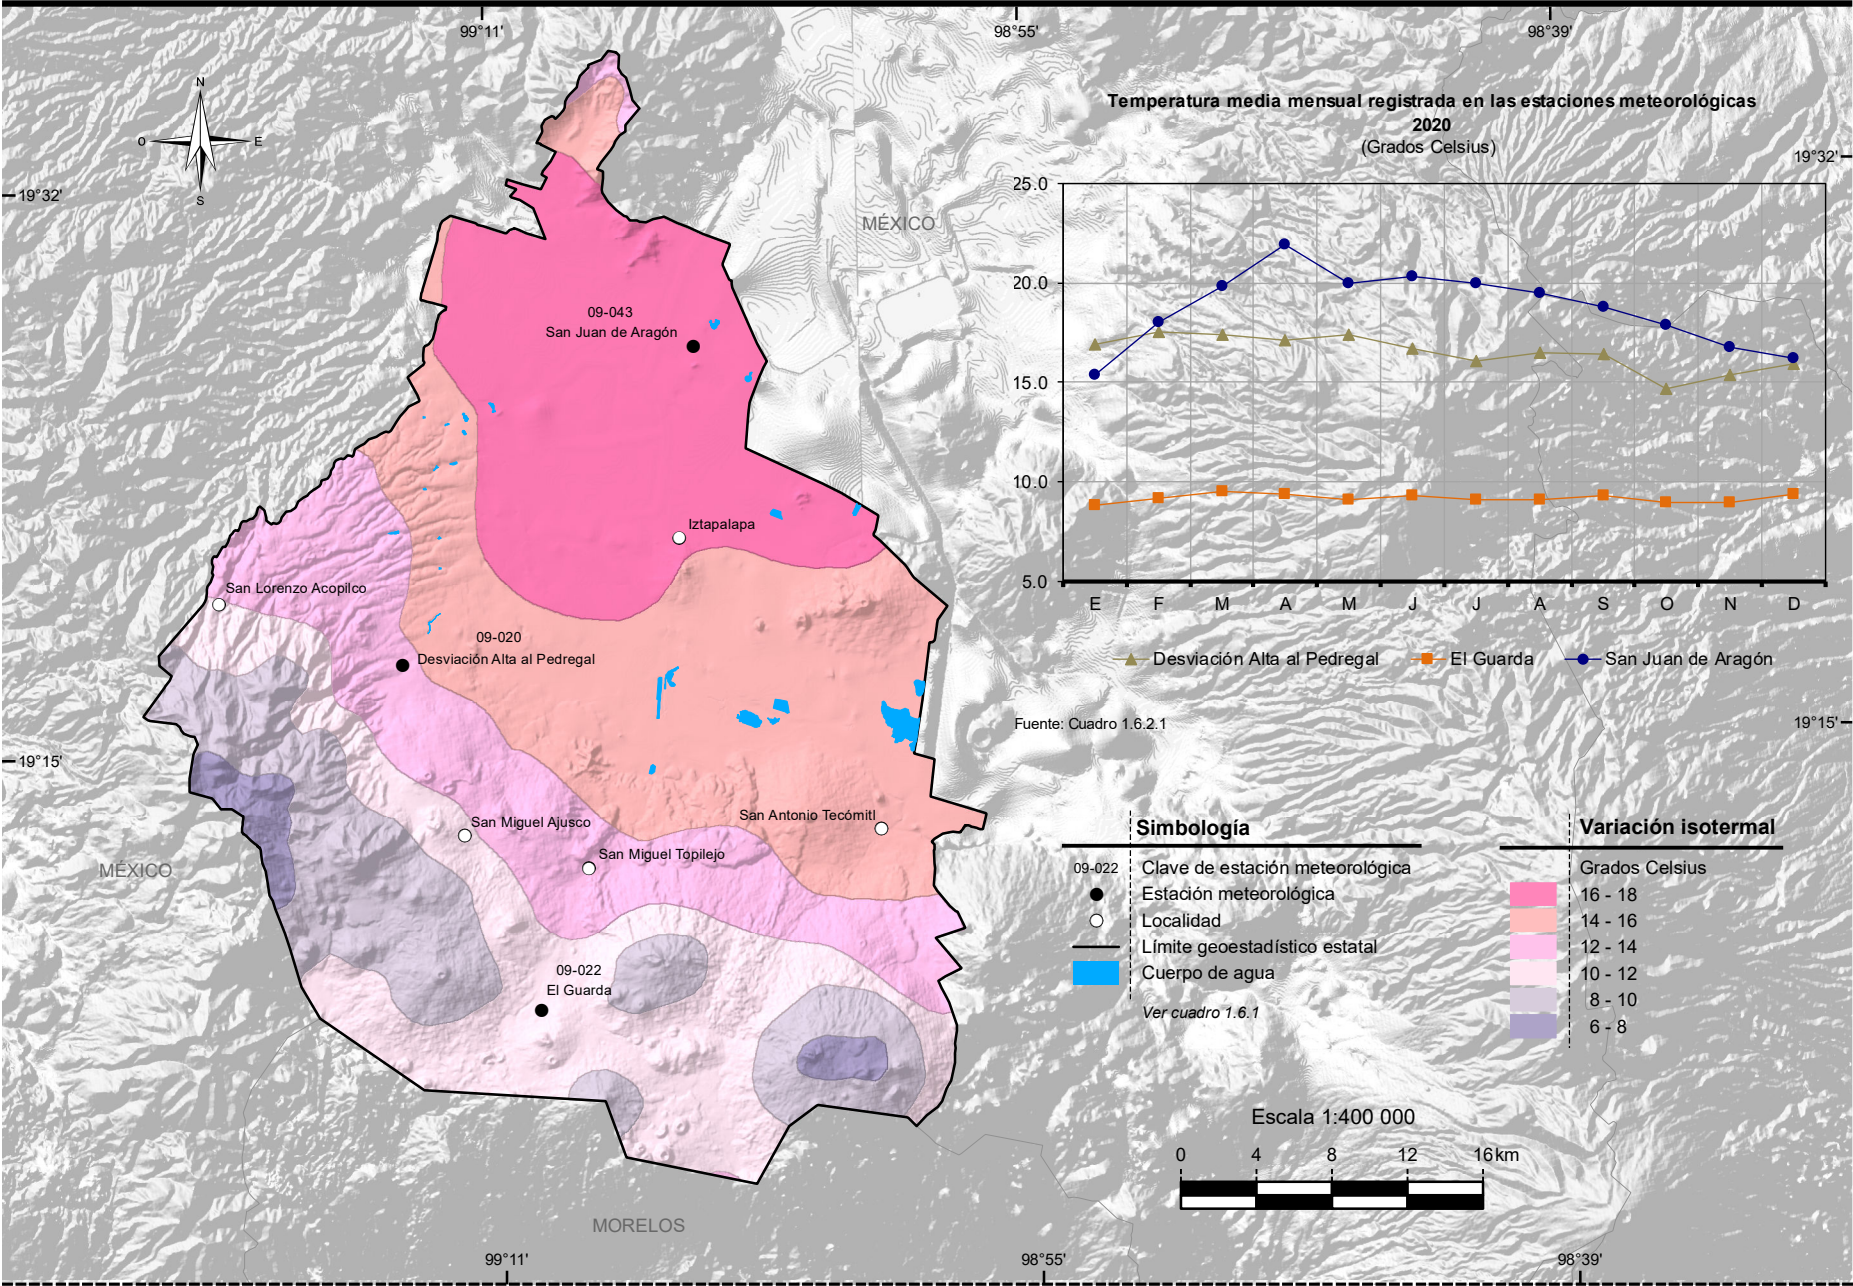 99°11'
98°55'
98°39'
N
O
E
S
Temperatura media mensual registrada en las estaciones meteorológicas
2020
(Grados Celsius)
19°32'
19°32'
MÉXICO
25.0
20.0
15.0
10.0
5.0
E F M A M J J A S O N D
Desviación Alta al Pedregal
El Guarda
San Juan de Aragón
Fuente: Cuadro 1.6.2.1
09-043
San Juan de Aragón
Iztapalapa
San Lorenzo Acopilco
09-020
Desviación Alta al Pedregal
19°15'
19°15'
San Miguel Ajusco
San Antonio Tecómitl
San Miguel Topilejo
MÉXICO
09-022
El Guarda
Simbología
09-022 Clave de estación meteorológica
Estación meteorológica
Localidad
Límite geoestadístico estatal
Cuerpo de agua
Ver cuadro 1.6.1
Variación isotermal
Grados Celsius
16 - 18
14 - 16
12 - 14
10 - 12
8 - 10
6 - 8
Escala 1:400 000
0 4 8 12 16 km
MORELOS
99°11'
98°55'
98°39'